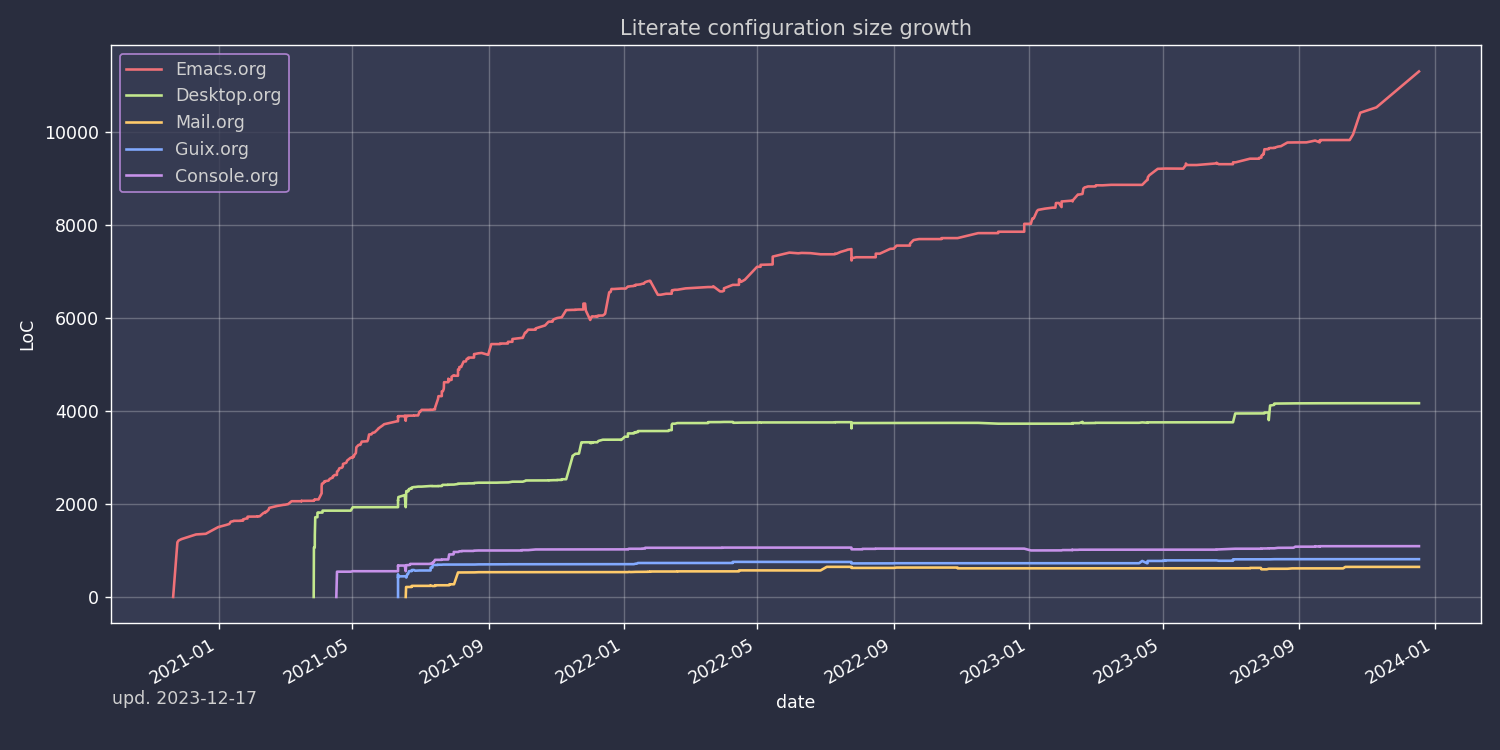 Literate configuration size growth
Emacs.org
Desktop.org
Mail.org
Guix.org
Console.org
LoC
10000
8000
6000
4000
2000
0
2021-01
2021-05
2021-09
2022-01
2022-05
2022-09
2023-01
2023-05
2023-09
2024-01
date
upd. 2023-12-17